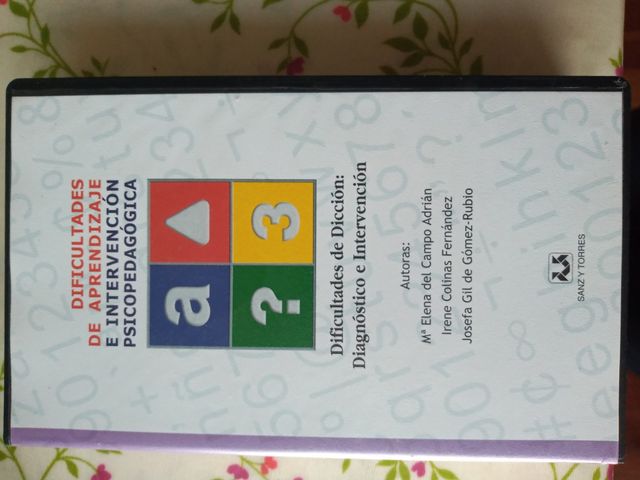 DIFICULTADES
DE APRENDIZAJE
E INTERVENCIÓN
PSICOPEDAGÓGICA
a
?
3
Dificultades de Dicción:
Diagnóstico e Intervención
Autoras:
Mª Elena del Campo Adrián
Irene Colinas Fernández
Josefa Gil de Gómez-Rubio
SANZ Y TORRES